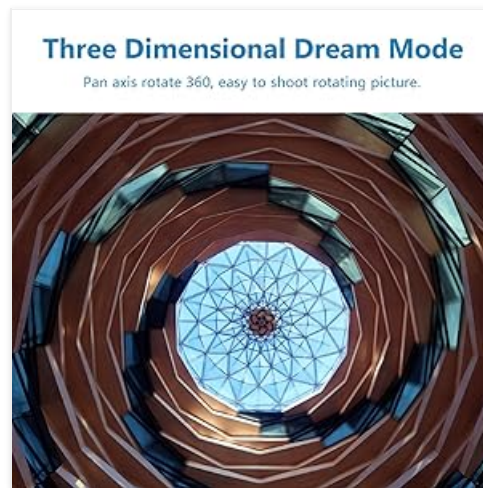 Three Dimensional Dream Mode
Pan axis rotate 360, easy to shoot rotating picture.